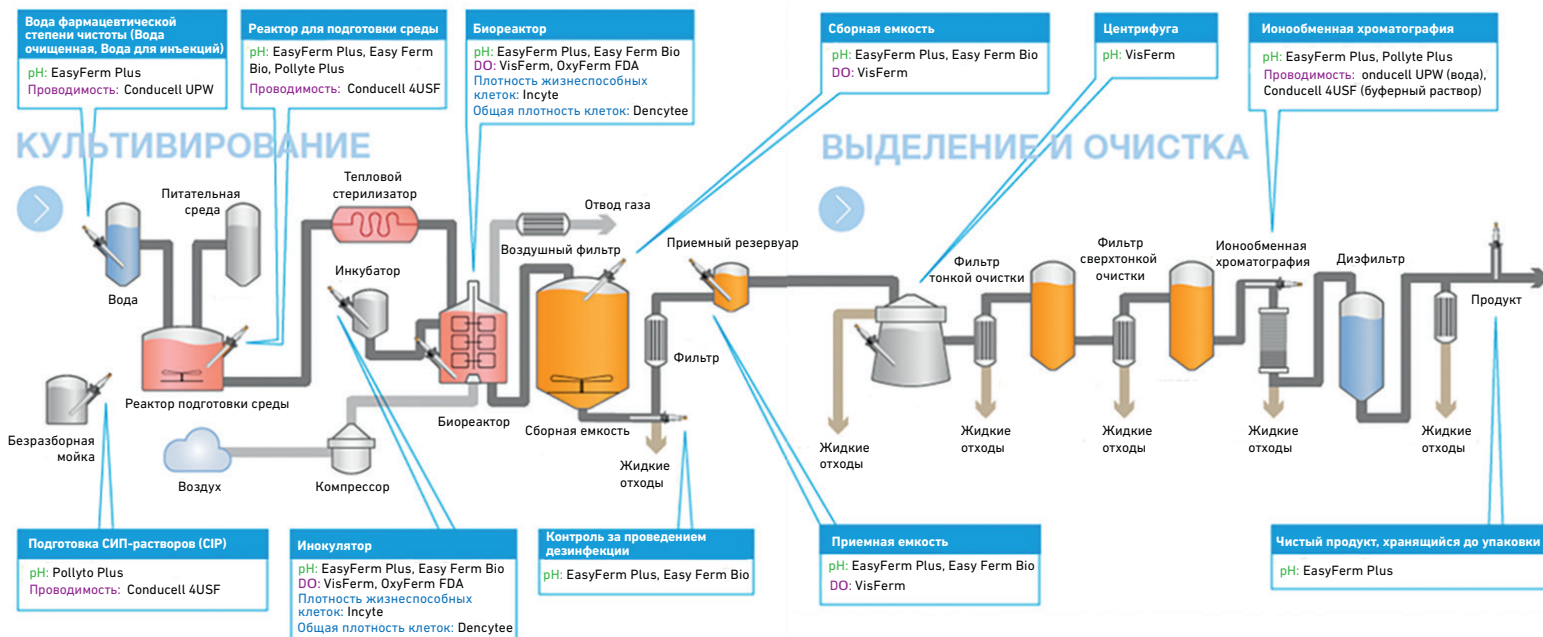 Вода фармацевтической
степени чистоты (Вода
очищенная, Вода для инъекций)
pH: EasyFerm Plus
Проводимость: Conducell UPW
Реактор для подготовки среды
pH: EasyFerm Plus, Easy Ferm
Bio, Pollyte Plus
Проводимость: Conducell 4USF
Биореактор
pH: EasyFerm Plus, Easy Ferm Bio
DO: VisFerm, OxyFerm FDA
Плотность жизнеспособных
клеток: Incyte
Общая плотность клеток: Dencytee
Сборная емкость
pH: EasyFerm Plus, Easy Ferm Bio
DO: VisFerm
Центрифуга
pH: VisFerm
Ионообменная хроматография
pH: EasyFerm Plus, Pollyte Plus
Проводимость: onducell UPW (вода),
Conducell 4USF (буферный раствор)
КУЛЬТИВИРОВАНИЕ
ВЫДЕЛЕНИЕ И ОЧИСТКА
Питательная
среда
Тепловой
стерилизатор
Отвод газа
Воздушный фильтр
Приемный резервуар
Инкубатор
Фильтр
тонкой очистки
Фильтр
сверхтонкой
очистки
Ионообменная
хроматография
Диэфильтр
Вода
Продукт
Фильтр
Реактор подготовки среды
Биореактор
Сборная емкость
Безразборная
мойка
Воздух
Компрессор
Жидкие
отходы
Жидкие
отходы
Жидкие
отходы
Жидкие
отходы
Жидкие
отходы
Жидкие
отходы
Подготовка СИП-растворов (CIP)
pH: Pollyto Plus
Проводимость: Conducell 4USF
Инокулятор
pH: EasyFerm Plus, Easy Ferm Bio
DO: VisFerm, OxyFerm FDA
Плотность жизнеспособных
клеток: Incyte
Общая плотность клеток: Dencytee
Контроль за проведением
дезинфекции
pH: EasyFerm Plus, Easy Ferm Bio
Приемная емкость
pH: EasyFerm Plus, Easy Ferm Bio
DO: VisFerm
Чистый продукт, хранящийся до упаковки
pH: EasyFerm Plus